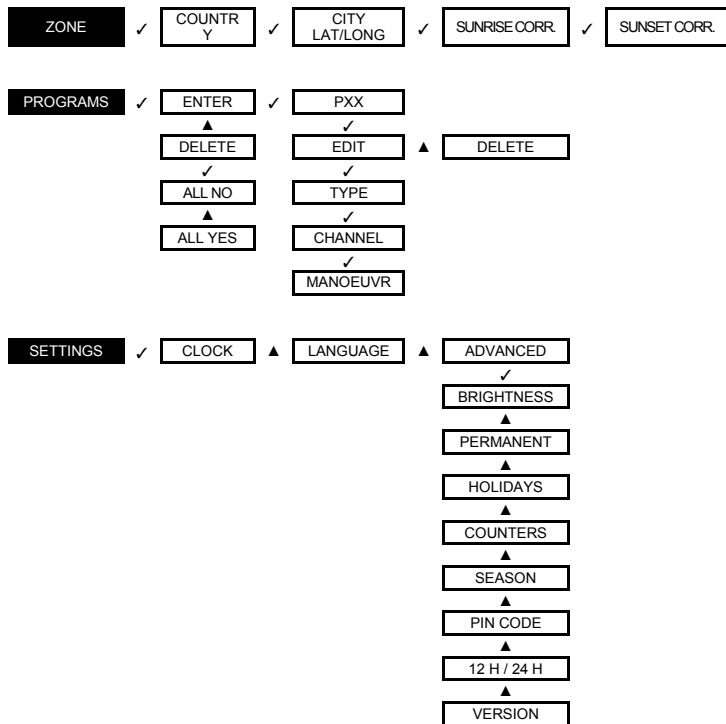 ZONE ✓ COUNTR
Y ✓ CITY
LAT/LONG ✓ SUNRISE CORR. ✓ SUNSET CORR.
PROGRAMS ✓ ENTER ✓ PXX
▲ ✓
DELETE EDIT ▲ DELETE
✓ ✓
ALL NO TYPE
▲ ✓
ALL YES CHANNEL
✓
MANOEUVR
SETTINGS ✓ CLOCK ▲ LANGUAGE ▲ ADVANCED
✓
BRIGHTNESS
▲
PERMANENT
▲
HOLIDAYS
▲
COUNTERS
▲
SEASON
▲
PIN CODE
▲
12 H / 24 H
▲
VERSION